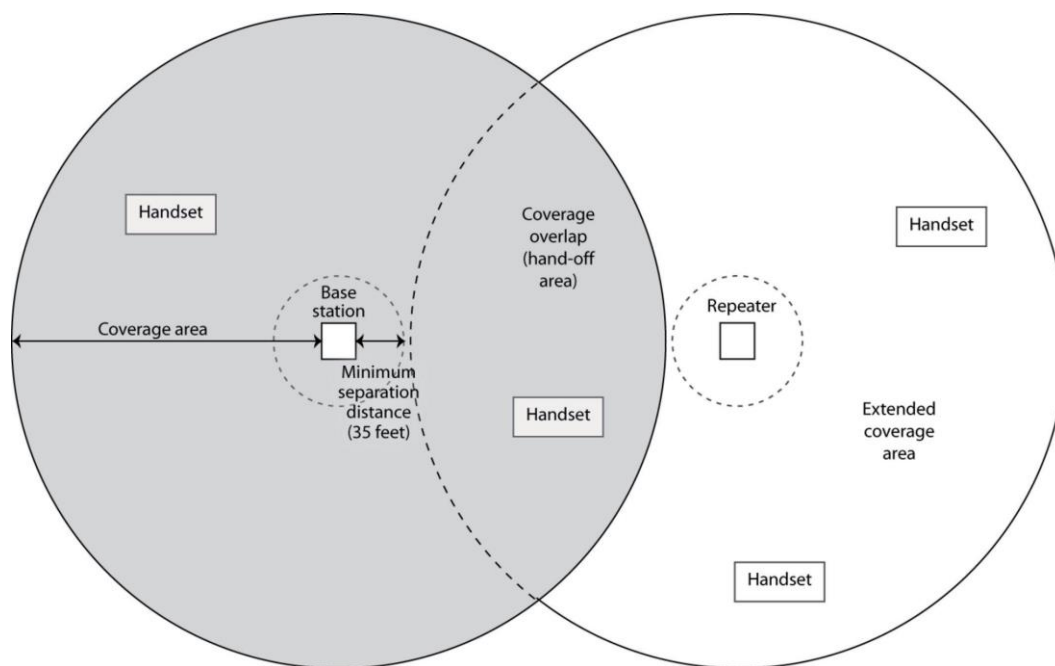 Handset
Coverage
overlap
(hand-off
area)
Handset
Base
station
Repeater
Coverage area
Minimum
separation
distance
(35 feet)
Handset
Extended
coverage
area
Handset